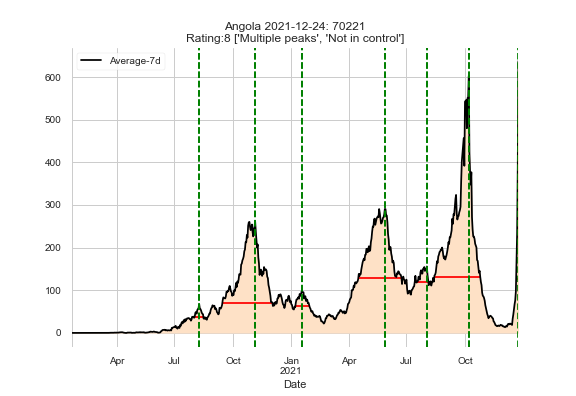 Angola 2021-12-24: 70221
Rating:8 ['Multiple peaks', 'Not in control']
Average-7d
600
500
400
300
200
100
0
Apr Jul Oct Jan Apr Jul Oct
2021
Date